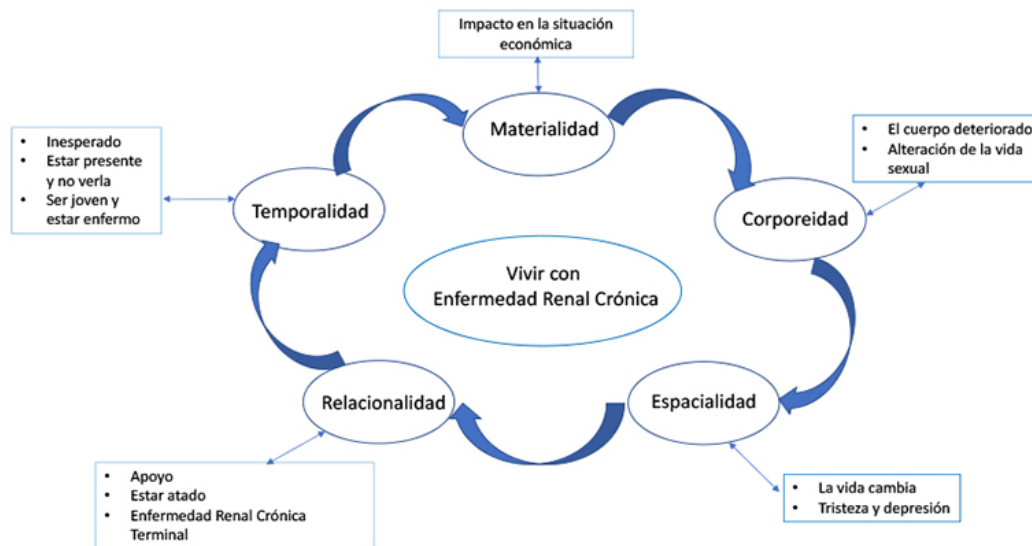 Impacto en la situación
económica
Materialidad
• El cuerpo deteriorado
• Alteración de la vida
sexual
Corporeidad
• Inesperado
• Estar presente
y no verla
• Ser joven y
estar enfermo
Temporalidad
Vivir con
Enfermedad Renal Crónica
Relacionalidad
Espacialidad
• Apoyo
• Estar atado
• Enfermedad Renal Crónica
Terminal
• La vida cambia
• Tristeza y depresión